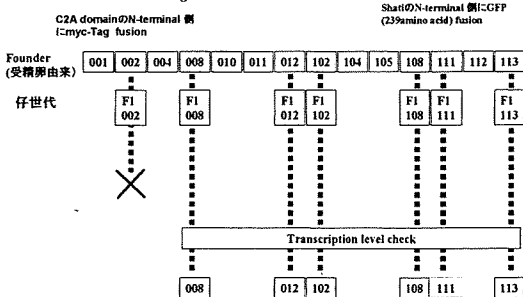 C2A domainのN-terminal 側
にmyc-Tag fusion
ShatiのN-terminal 側にGFP
(239amino acid) fusion
Founder
(受精卵由来)
001 002 004 008 010 011 012 102 104 105 108 111 112 113
仔世代
F1 F1 F1 F1 F1 F1 F1
002 008 012 102 108 111 113
Transcription level check
008 012 102 108 111 113